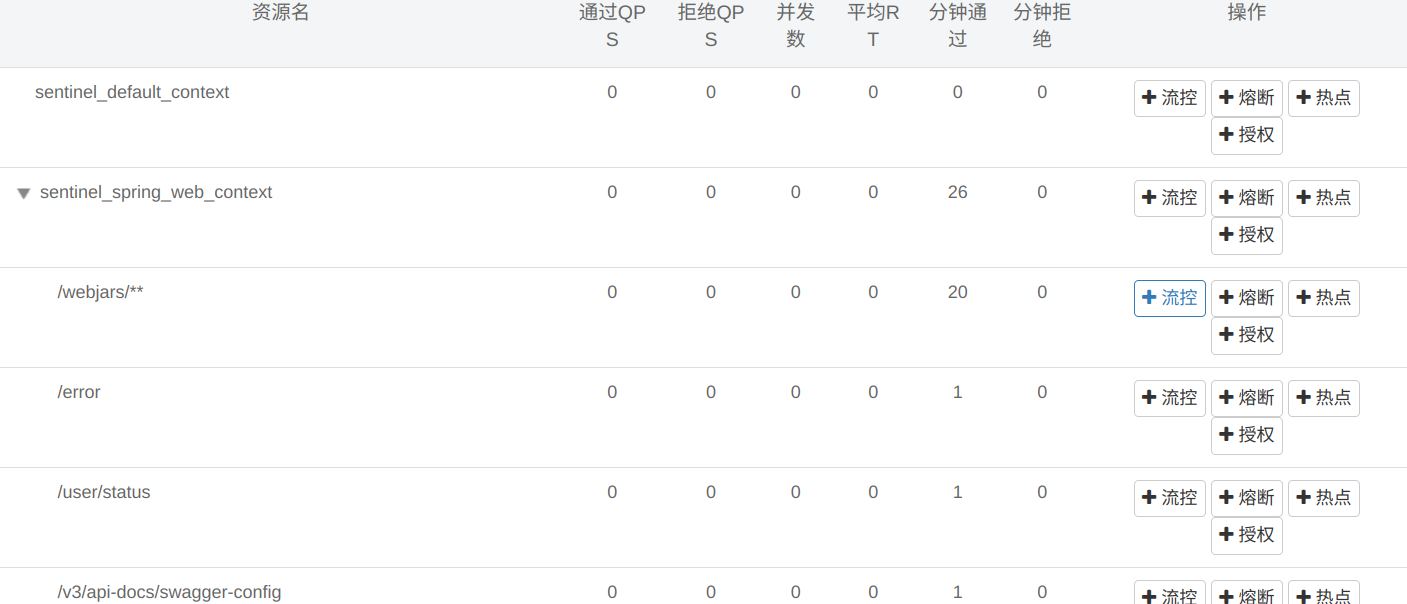 资源名 通过QPS 拒绝QPS 并发数 平均RT 分钟通过 分钟拒绝 操作
sentinel_default_context 0 0 0 0 0 0 流控 熔断 热点
授权
sentinel_spring_web_context 0 0 0 0 26 0 流控 熔断 热点
授权
/webjars/** 0 0 0 0 20 0 流控 熔断 热点
授权
/error 0 0 0 0 1 0 流控 熔断 热点
授权
/user/status 0 0 0 0 1 0 流控 熔断 热点
授权
/v3/api-docs/swagger-config 0 0 0 0 1 0 流控 熔断 热点